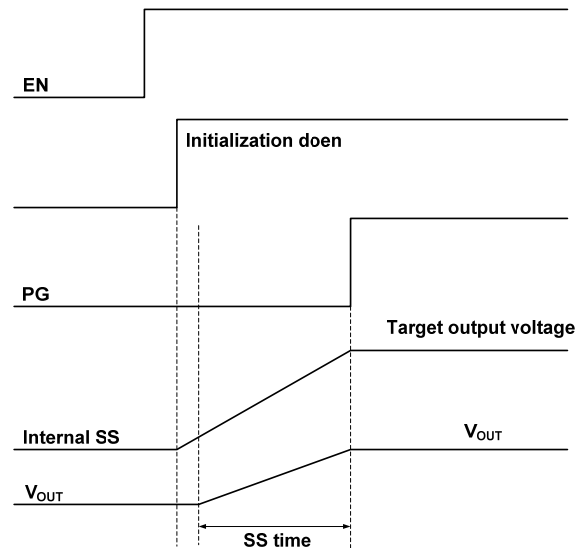 EN
Initialization doen
PG
Target output voltage
Internal SS
VOUT
VOUT
SS time